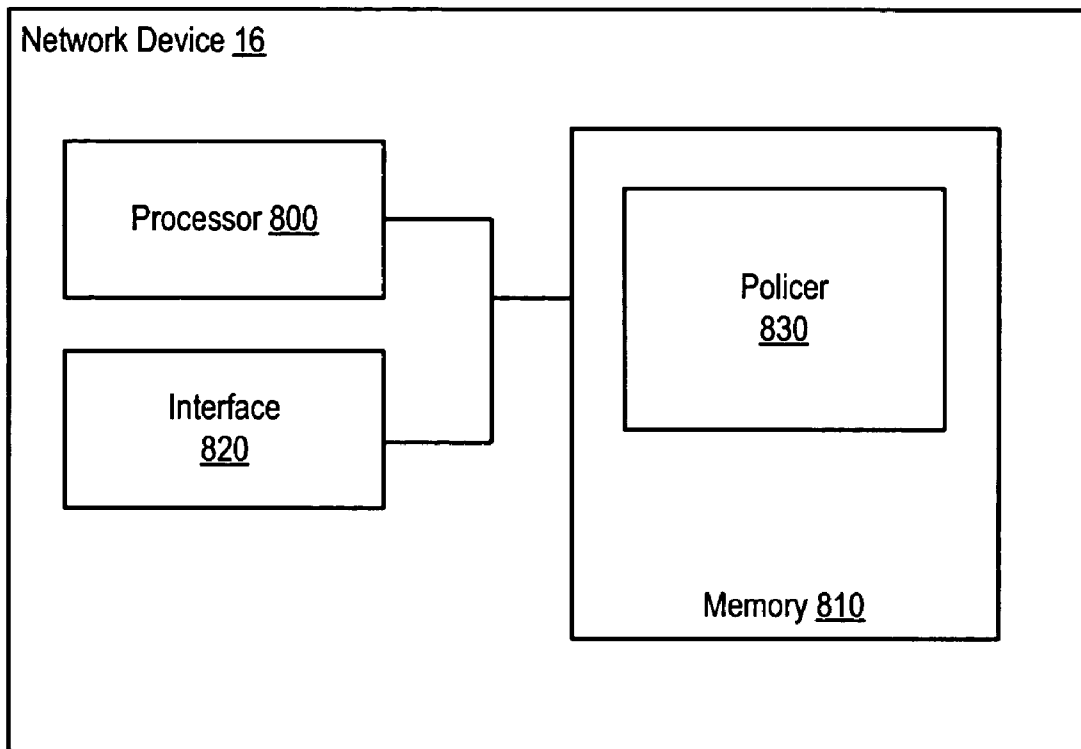 Network Device 16
Processor 800
Interface
820
Policer
830
Memory 810